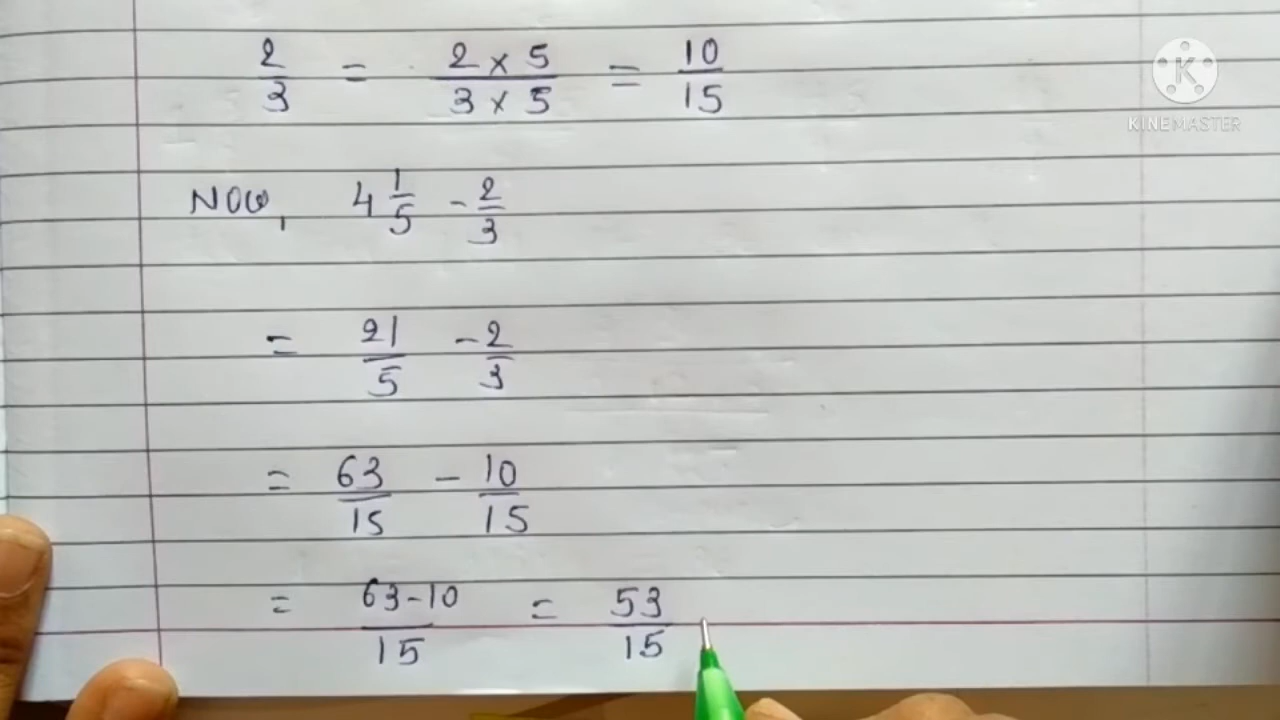 2/3 = 2 × 5 / 3 × 5 = 10/15
K
KINEMASTER
NOW, 4 1/5 - 2/3
= 21/5 - 2/3
= 63/15 - 10/15
= 63-10/15 = 53/15